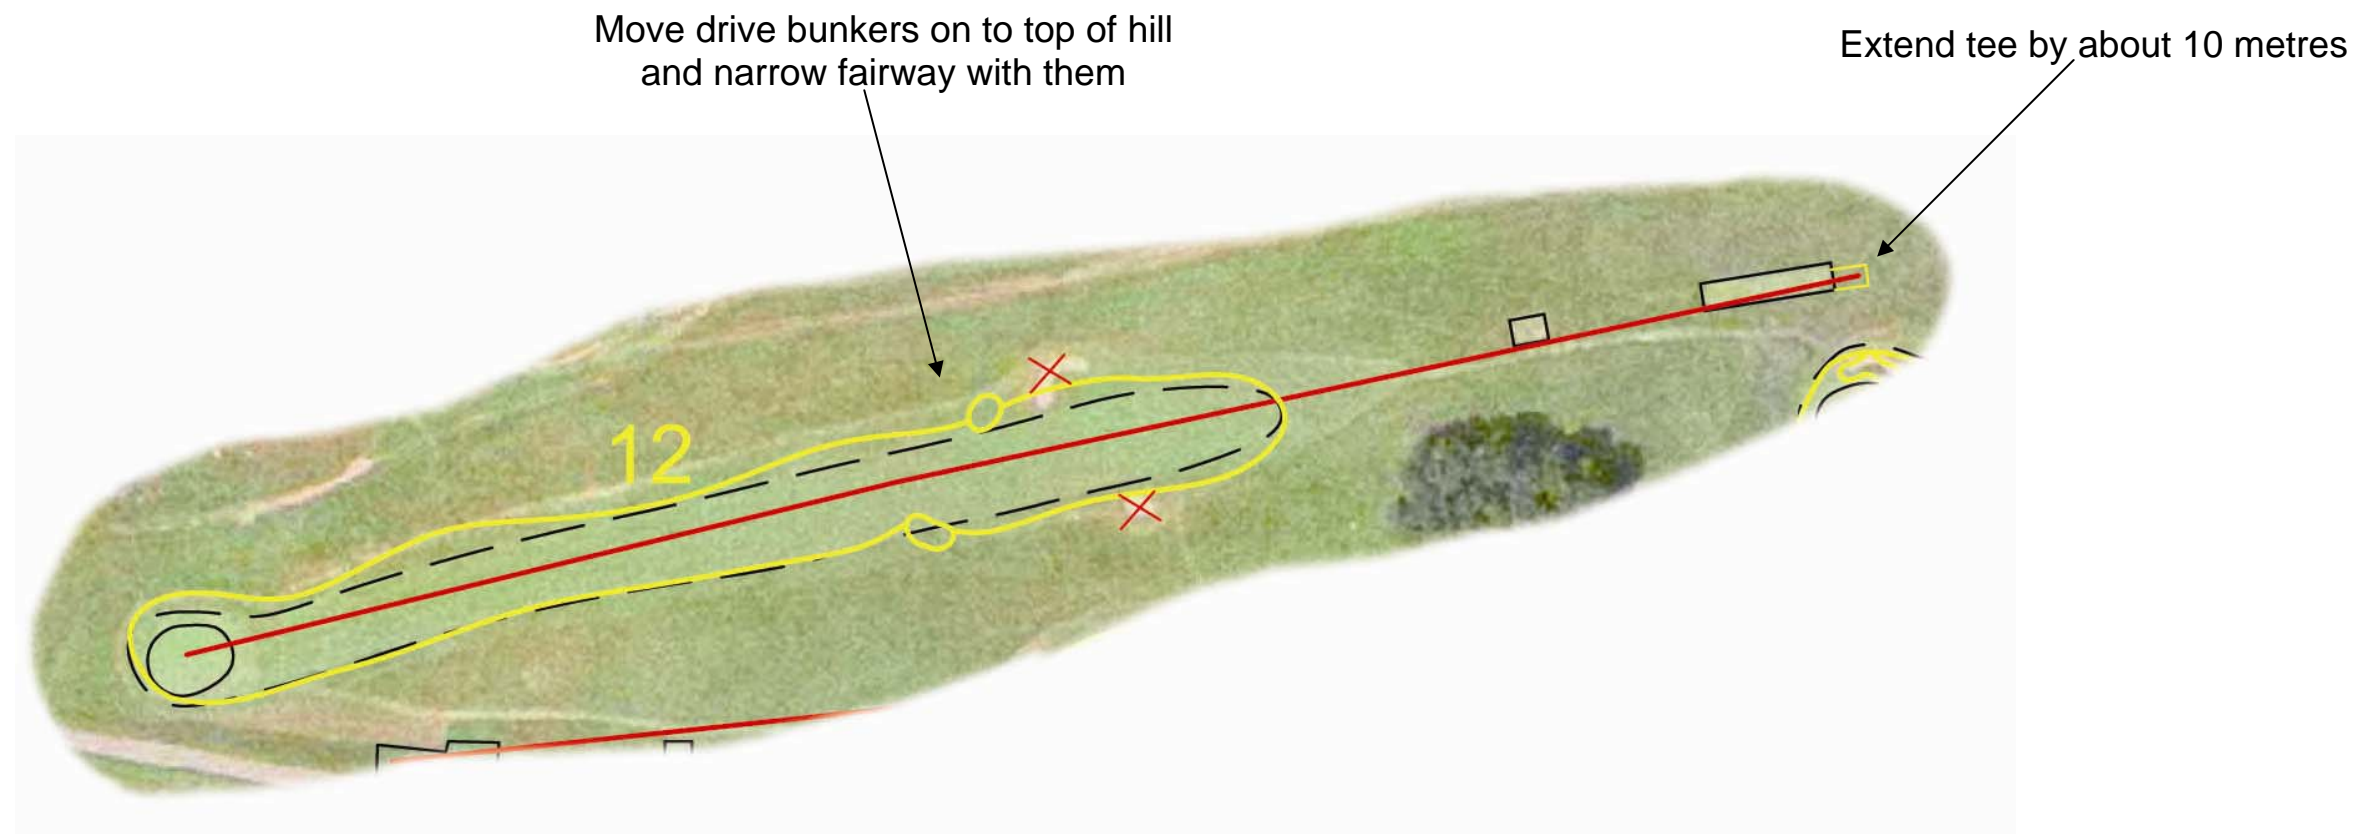 Move drive bunkers on to top of hill
and narrow fairway with them
Extend tee by about 10 metres
12